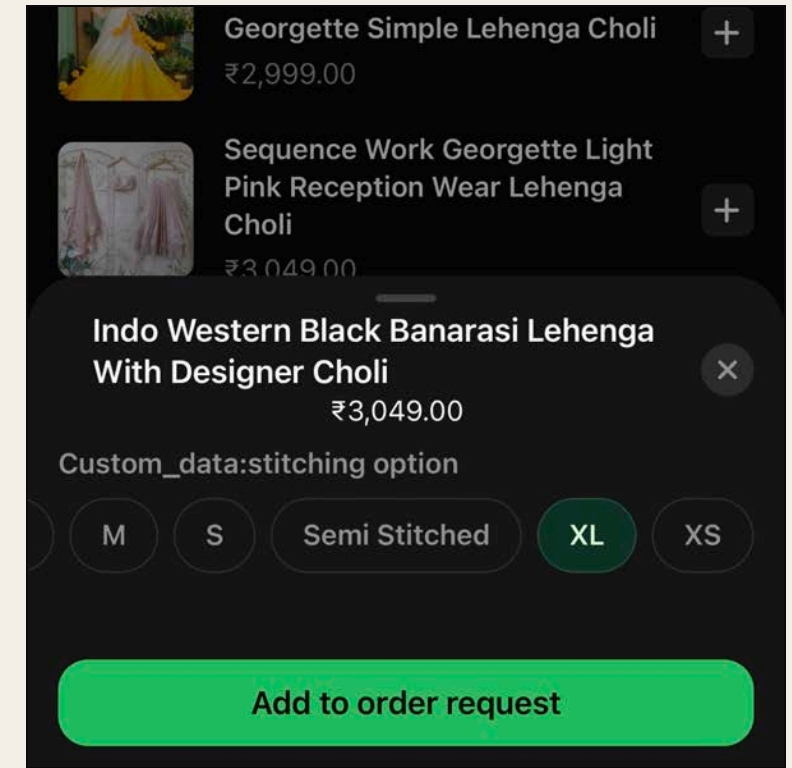 Georgette Simple Lehenga Choli
₹2,999.00
Sequence Work Georgette Light
Pink Reception Wear Lehenga
Choli
₹3,049.00
Indo Western Black Banarasi Lehenga
With Designer Choli
₹3,049.00
Custom_data:stitching option
M S Semi Stitched XL XS
Add to order request